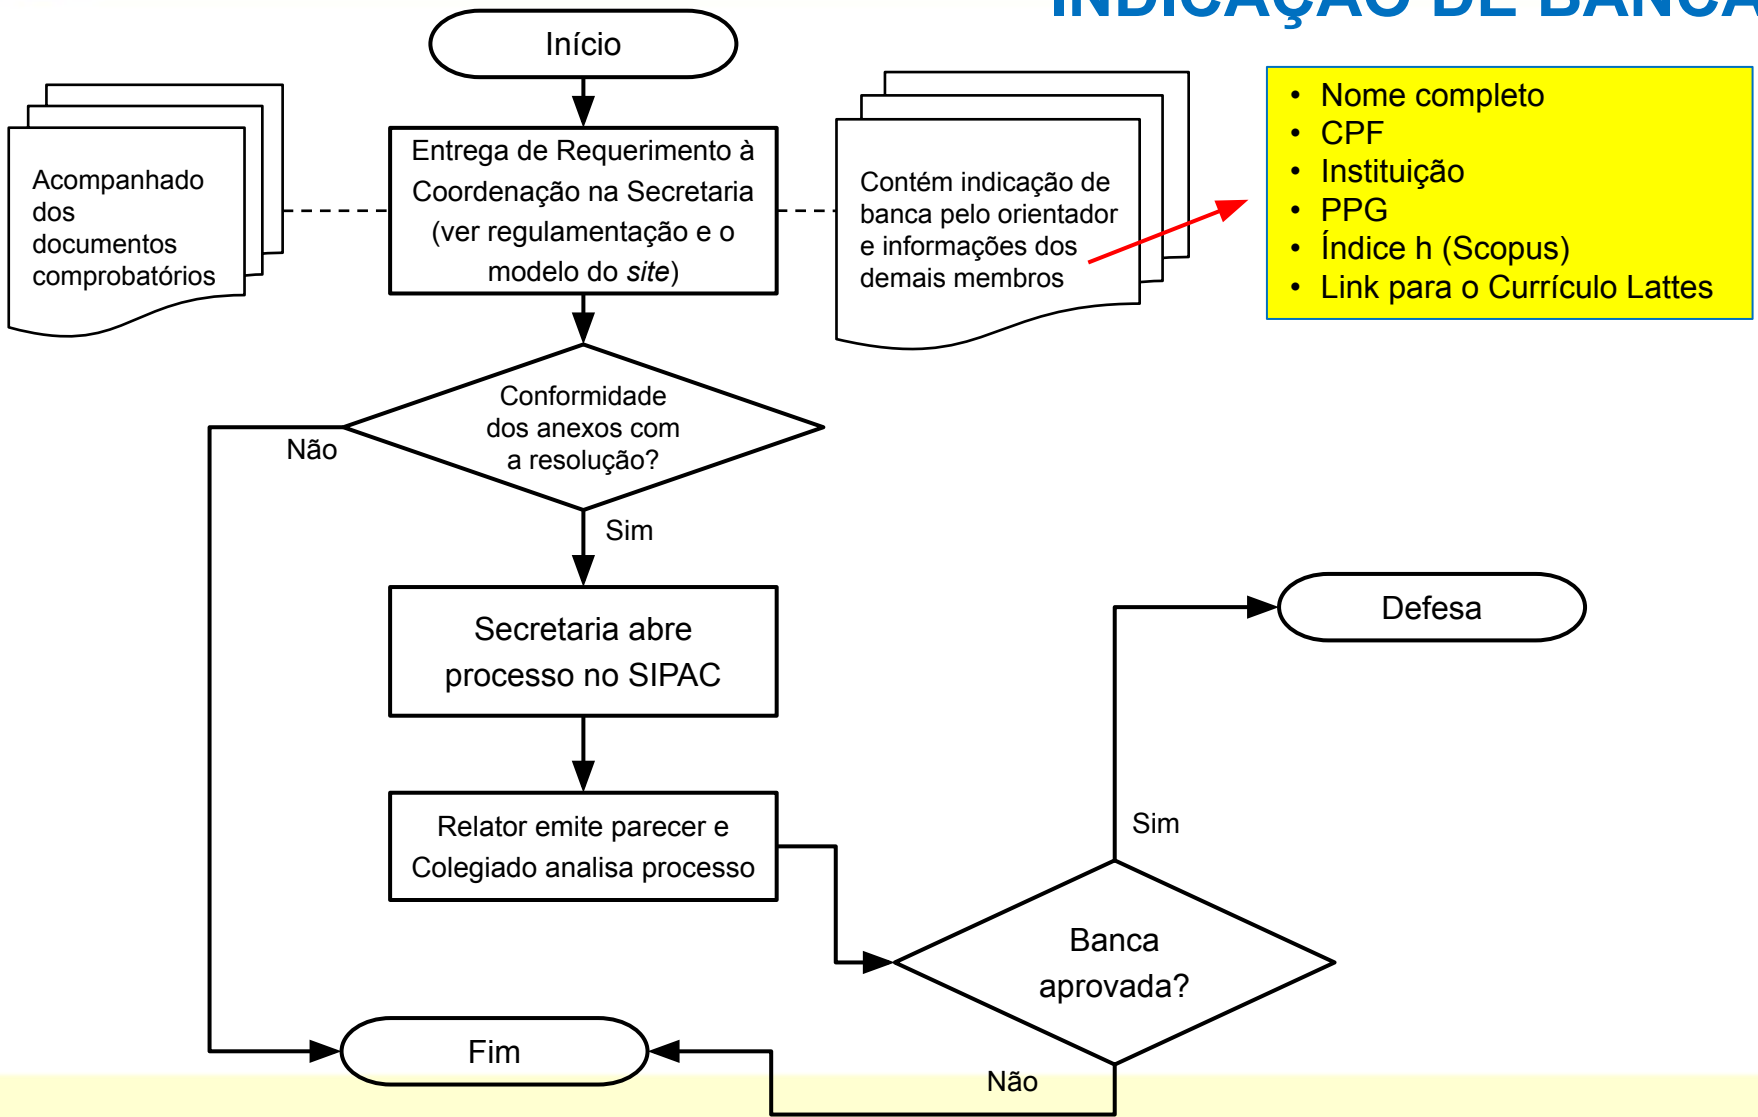 INDICAÇÃO DE BANCA
Início
Acompanhado
dos
documentos
comprobatórios
Entrega de Requerimento à
Coordenação na Secretaria
(ver regulamentação e o
modelo do site)
Contém indicação de
banca pelo orientador
e informações dos
demais membros
• Nome completo
• CPF
• Instituição
• PPG
• Índice h (Scopus)
• Link para o Currículo Lattes
Conformidade
dos anexos com
a resolução?
Não
Sim
Secretaria abre
processo no SIPAC
Defesa
Relator emite parecer e
Colegiado analisa processo
Sim
Banca
aprovada?
Fim
Não